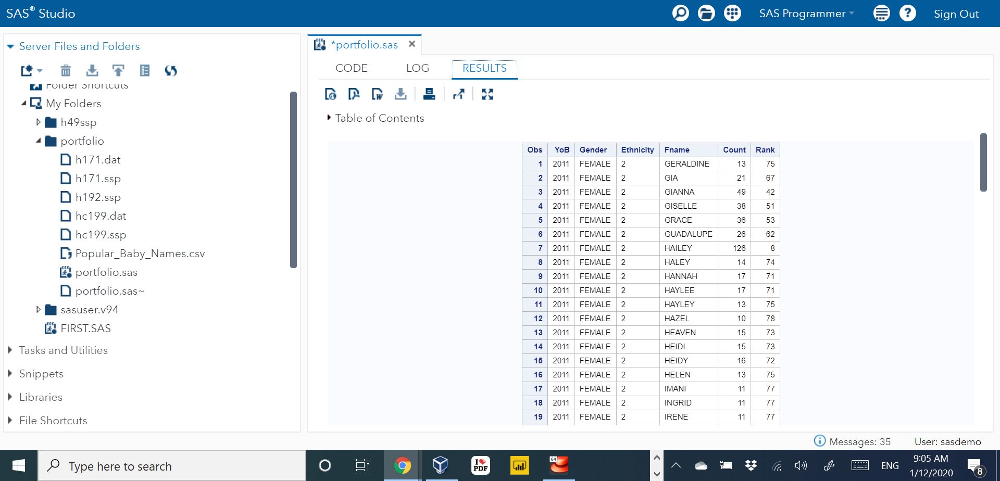 SAS® Studio
SAS Programmer
Sign Out
Server Files and Folders
Folder Shortcuts
My Folders
h49ssp
portfolio
h171.dat
h171.ssp
h192.ssp
hc199.dat
hc199.ssp
Popular_Baby_Names.csv
portfolio.sas
portfolio.sas~
sasuser.v94
FIRST.SAS
Tasks and Utilities
Snippets
Libraries
File Shortcuts
*portfolio.sas
CODE LOG RESULTS
Table of Contents
Obs YoB Gender Ethnicity Fname Count Rank
1 2011 FEMALE 2 GERALDINE 13 75
2 2011 FEMALE 2 GIA 21 67
3 2011 FEMALE 2 GIANNA 49 42
4 2011 FEMALE 2 GISELLE 38 51
5 2011 FEMALE 2 GRACE 36 53
6 2011 FEMALE 2 GUADALUPE 26 62
7 2011 FEMALE 2 HAILEY 126 8
8 2011 FEMALE 2 HALEY 14 74
9 2011 FEMALE 2 HANNAH 17 71
10 2011 FEMALE 2 HAYLEE 17 71
11 2011 FEMALE 2 HAYLEY 13 75
12 2011 FEMALE 2 HAZEL 10 78
13 2011 FEMALE 2 HEAVEN 15 73
14 2011 FEMALE 2 HEIDI 15 73
15 2011 FEMALE 2 HEIDY 16 72
16 2011 FEMALE 2 HELEN 13 75
17 2011 FEMALE 2 IMANI 11 77
18 2011 FEMALE 2 INGRID 11 77
19 2011 FEMALE 2 IRENE 11 77
Messages: 35
User: sasdemo
Type here to search
I PDF
64
ENG
9:05 AM
1/12/2020
8